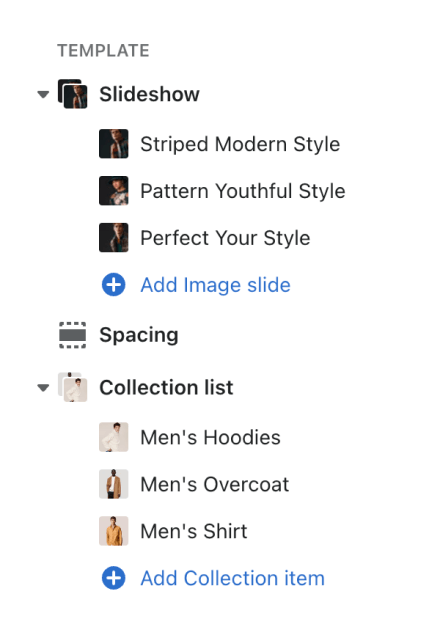 TEMPLATE
Slideshow
Striped Modern Style
Pattern Youthful Style
Perfect Your Style
Add Image slide
Spacing
Collection list
Men's Hoodies
Men's Overcoat
Men's Shirt
Add Collection item